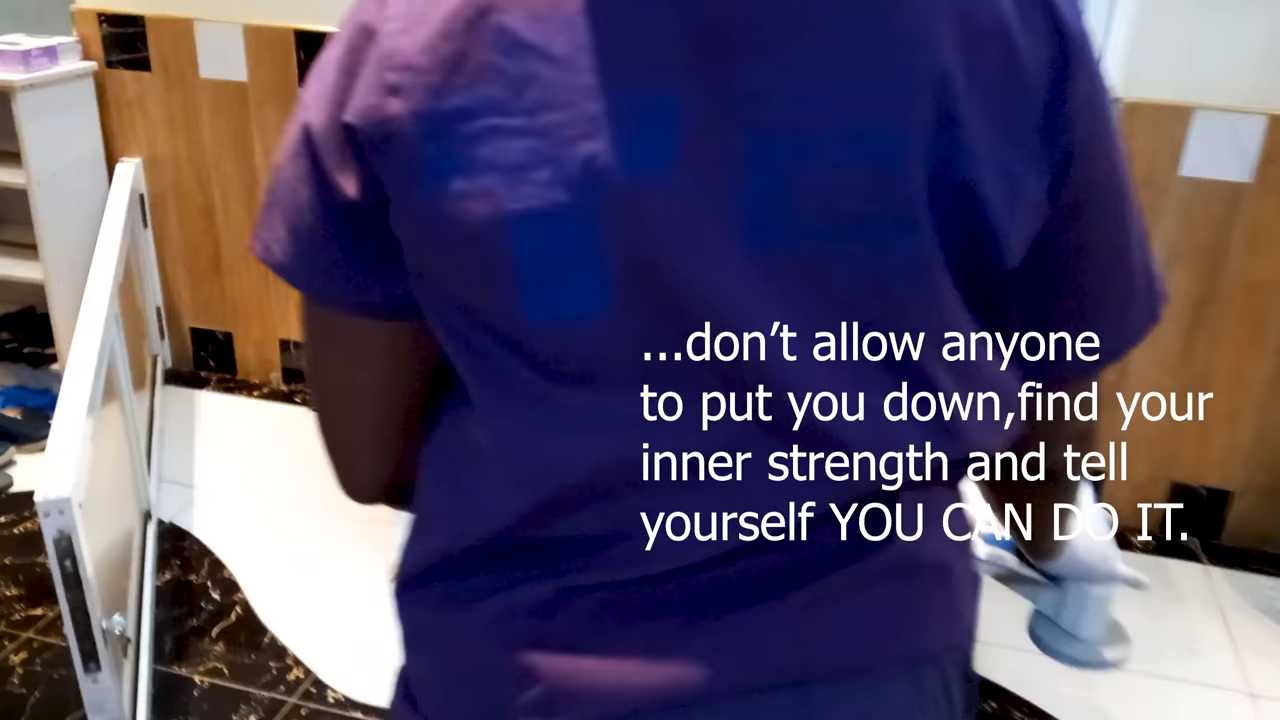 ...don’t allow anyone
to put you down,find your
inner strength and tell
yourself YOU CAN DO IT.